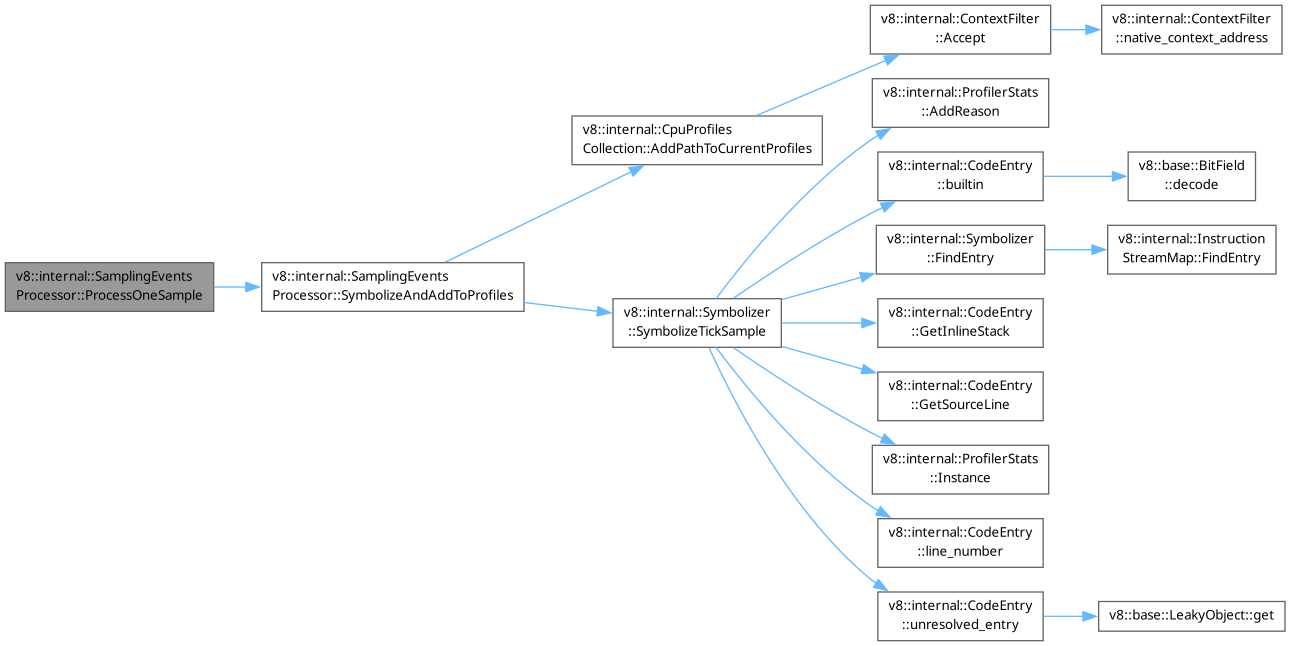 v8::internal::SamplingEvents
Processor::ProcessOneSample
v8::internal::SamplingEvents
Processor::SymbolizeAndAddToProfiles
v8::internal::CpuProfiles
Collection::AddPathToCurrentProfiles
v8::internal::ContextFilter
::Accept
v8::internal::ContextFilter
::native_context_address
v8::internal::Symbolizer
::SymbolizeTickSample
v8::internal::ProfilerStats
::AddReason
v8::internal::CodeEntry
::builtin
v8::base::BitField
::decode
v8::internal::Symbolizer
::FindEntry
v8::internal::Instruction
StreamMap::FindEntry
v8::internal::CodeEntry
::GetInlineStack
v8::internal::CodeEntry
::GetSourceLine
v8::internal::ProfilerStats
::Instance
v8::internal::CodeEntry
::line_number
v8::internal::CodeEntry
::unresolved_entry
v8::base::LeakyObject::get